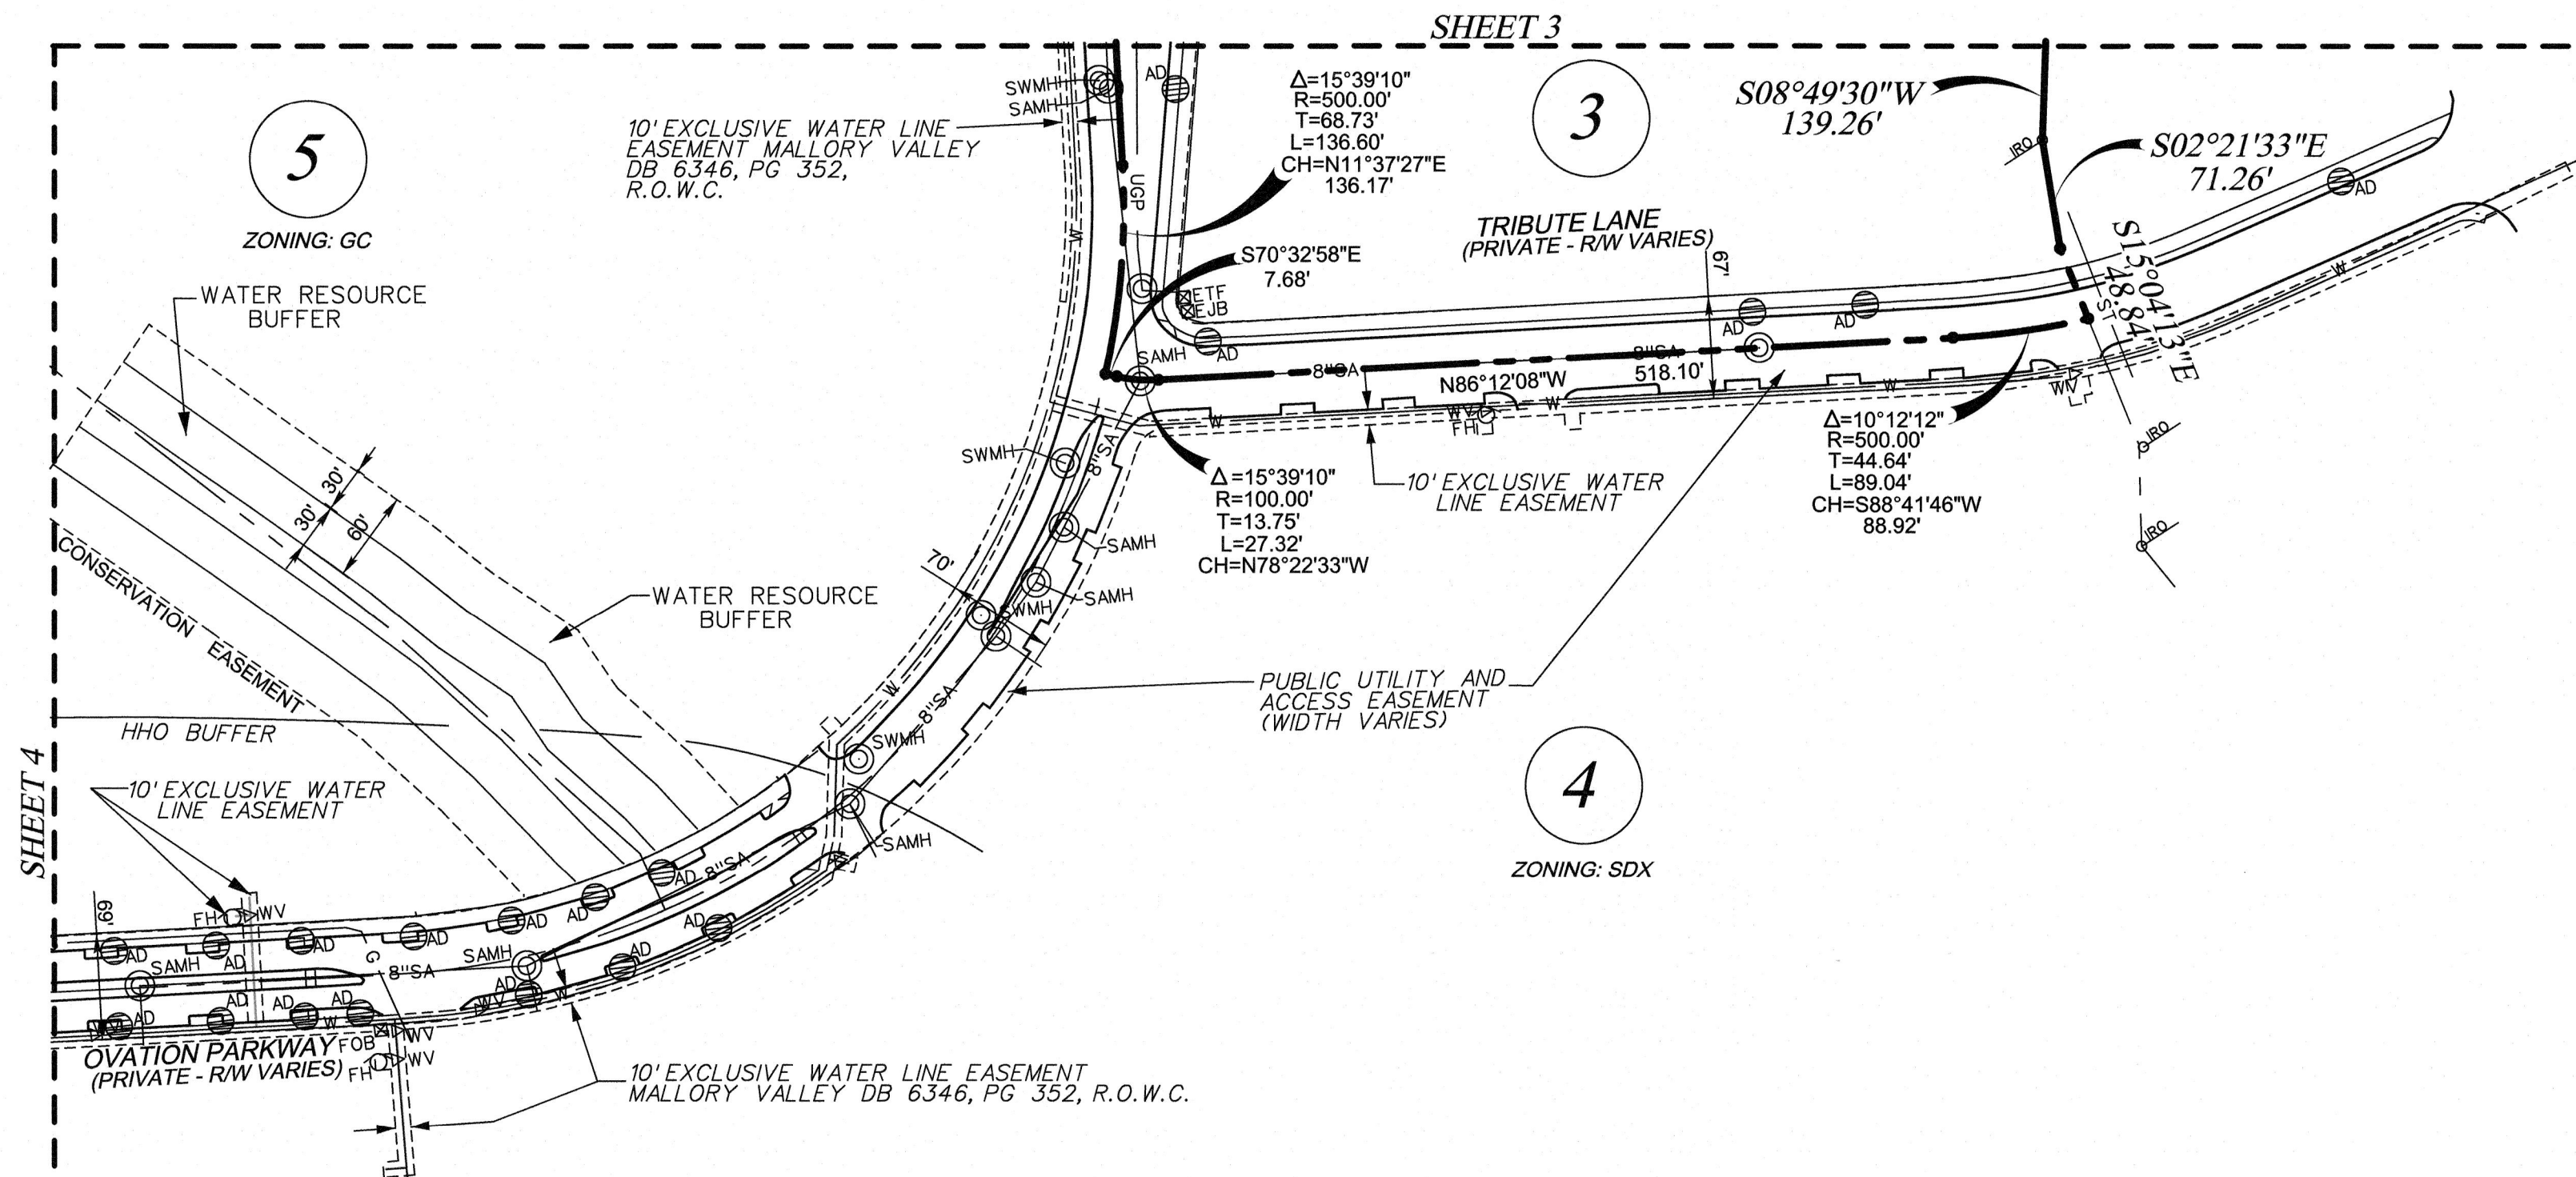 SHEET 3
SHEET 4
5
ZONING: GC
WATER RESOURCE
BUFFER
10' EXCLUSIVE WATER LINE
EASEMENT MALLORY VALLEY
DB 6346, PG 352,
R.O.W.C.
SWMH
SAMH
AD
UGP
W
Δ=15°39'10"
R=500.00'
T=68.73'
L=136.60'
CH=N11°37'27"E
136.17'
3
S08°49'30"W
139.26'
IRO
S02°21'33"E
71.26'
AD
TRIBUTE LANE
(PRIVATE - R/W VARIES)
67'
S70°32'58"E
7.68'
ETF
EJB
SAMH
AD
AD
AD
8"SA
8"SA
N86°12'08"W
518.10'
S15°04'13"E
48.84'
ST
W
W
W
W
WV
WV
FH
IRO
IRO
Δ=10°12'12"
R=500.00'
T=44.64'
L=89.04'
CH=S88°41'46"W
88.92'
10' EXCLUSIVE WATER
LINE EASEMENT
Δ=15°39'10"
R=100.00'
T=13.75'
L=27.32'
CH=N78°22'33"W
8"SA
SWMH
SAMH
SAMH
SWMH
70'
30'
30'
60'
CONSERVATION EASEMENT
WATER RESOURCE
BUFFER
W
8"SA
SWMH
SAMH
PUBLIC UTILITY AND
ACCESS EASEMENT
(WIDTH VARIES)
HHO BUFFER
10' EXCLUSIVE WATER
LINE EASEMENT
4
ZONING: SDX
69'
FH
WV
AD
AD
AD
AD
AD
AD
AD
8"SA
SAMH
8"SA
SAMH
G
AD
AD
AD
AD
AD
AD
AD
WV
W
W
WV
OVATION PARKWAY
(PRIVATE - R/W VARIES)
FOB
WV
FH
WV
10' EXCLUSIVE WATER LINE EASEMENT
MALLORY VALLEY DB 6346, PG 352, R.O.W.C.